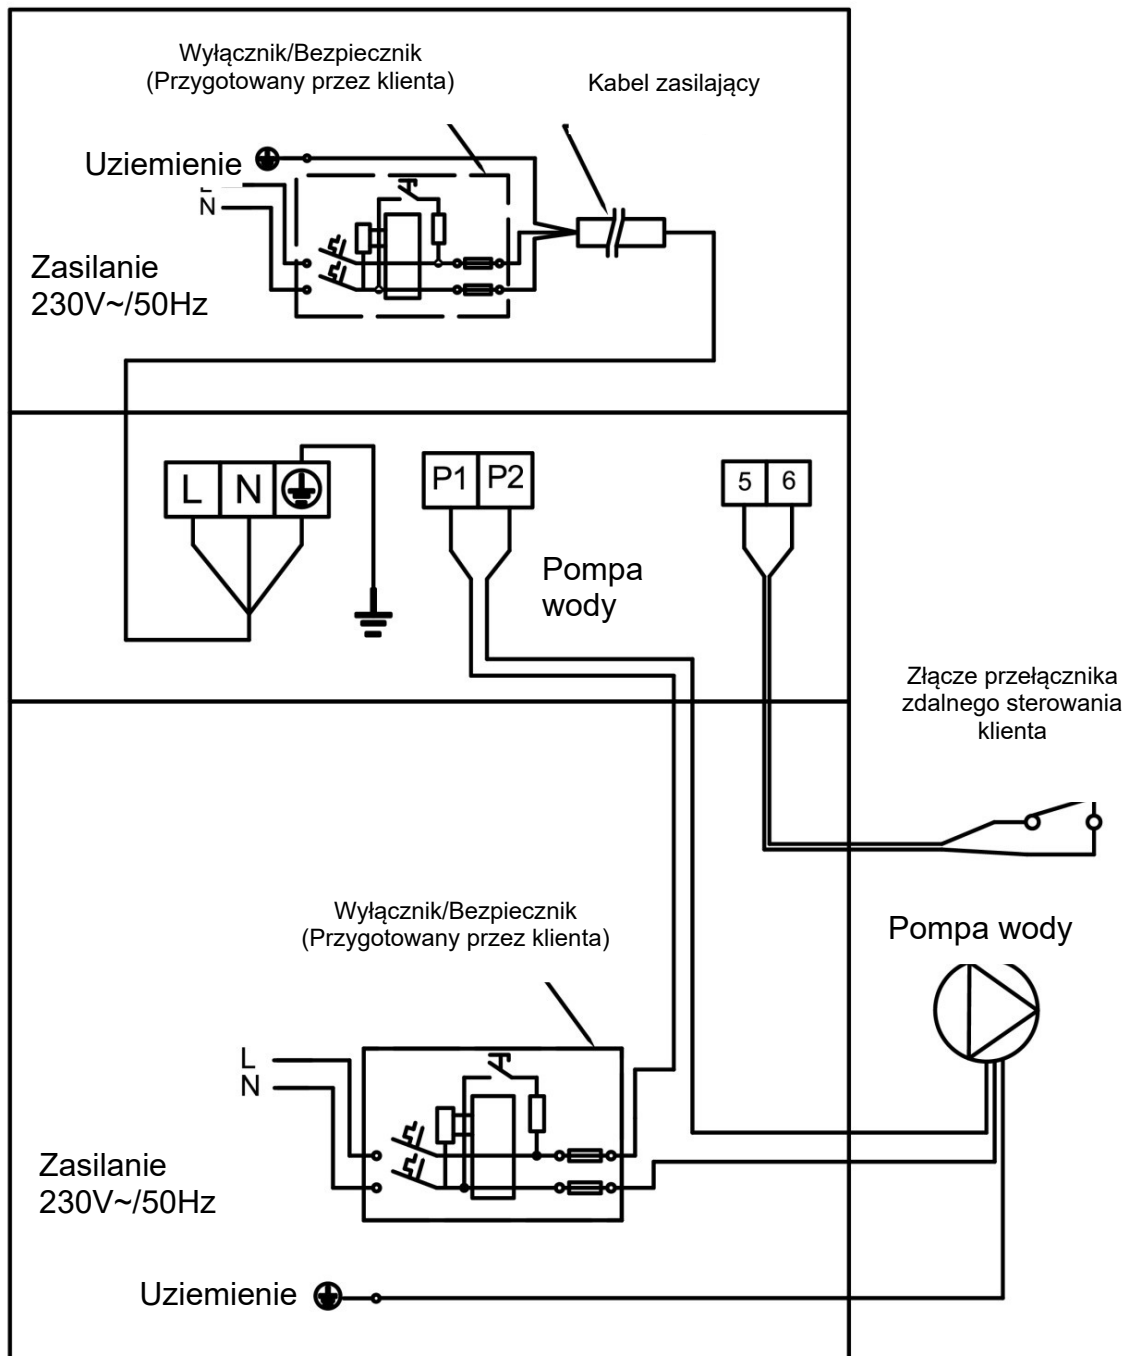 Wyłącznik/Bezpiecznik
(Przygotowany przez klienta)
Kabel zasilający
Uziemienie
L
N
Zasilanie
230V~/50Hz
L N
P1 P2
5 6
Pompa
wody
Złącze przełącznika
zdalnego sterowania
klienta
Wyłącznik/Bezpiecznik
(Przygotowany przez klienta)
Pompa wody
L
N
Zasilanie
230V~/50Hz
Uziemienie